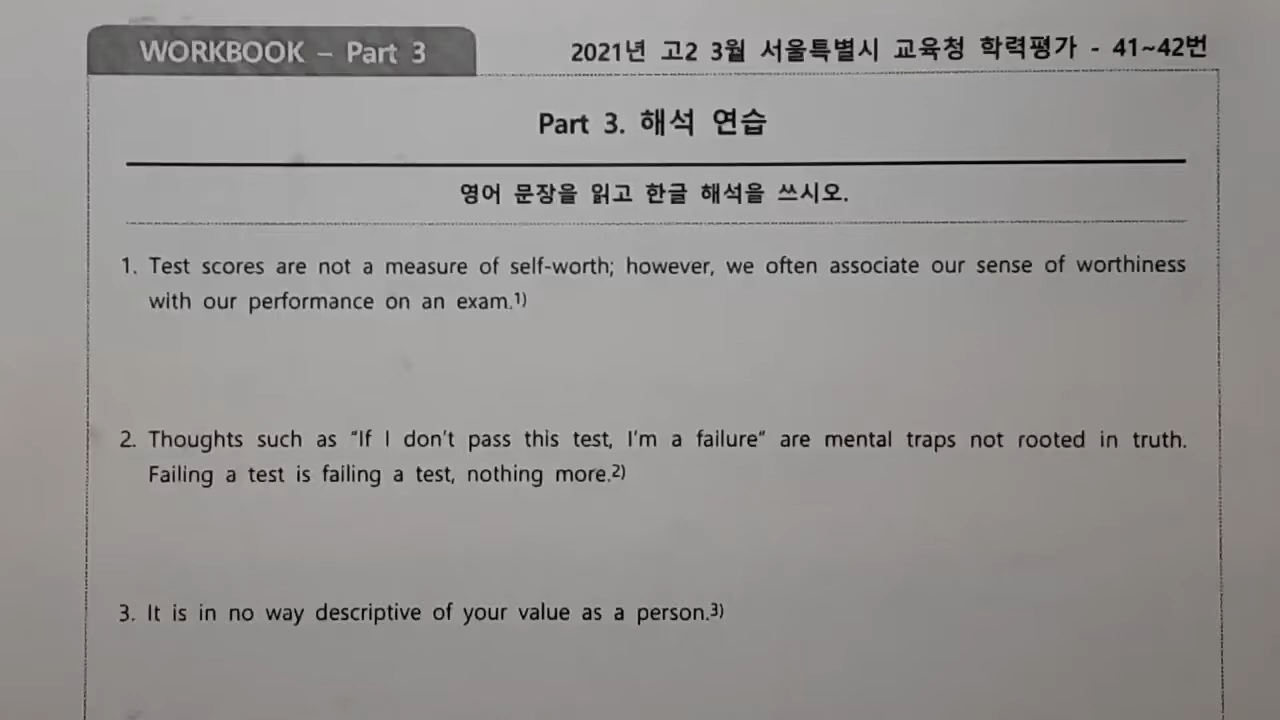 WORKBOOK – Part 3
2021년 고2 3월 서울특별시 교육청 학력평가 - 41~42번
Part 3. 해석 연습
영어 문장을 읽고 한글 해석을 쓰시오.
1. Test scores are not a measure of self-worth; however, we often associate our sense of worthiness
with our performance on an exam.1)
2. Thoughts such as “If I don't pass this test, I'm a failure” are mental traps not rooted in truth.
Failing a test is failing a test, nothing more.2)
3. It is in no way descriptive of your value as a person.3)